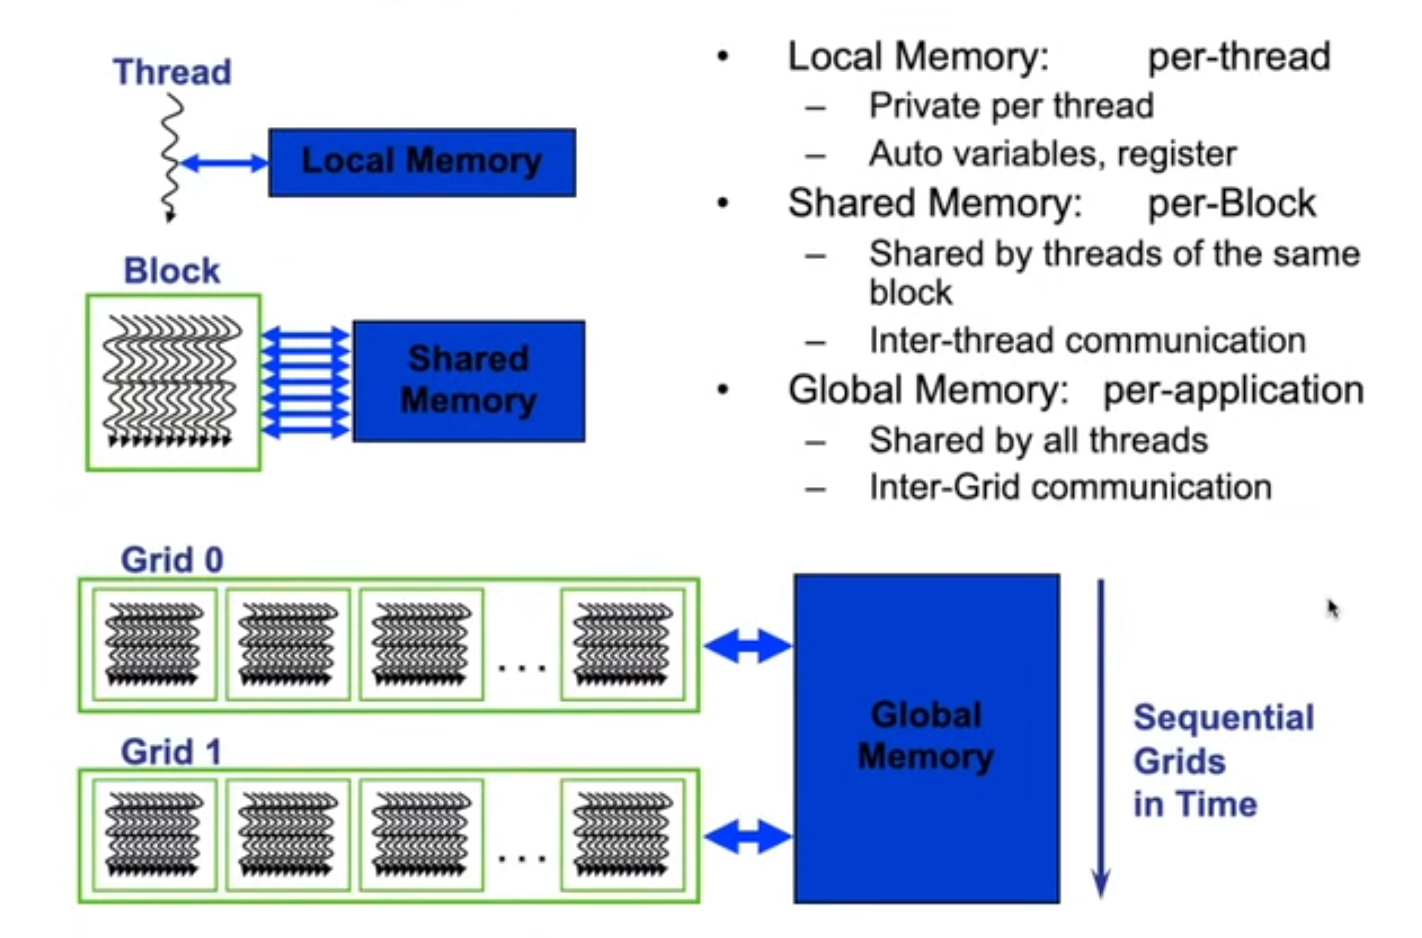 Thread
Local Memory
Block
Shared
Memory
• Local Memory: per-thread
– Private per thread
– Auto variables, register
• Shared Memory: per-Block
– Shared by threads of the same
block
– Inter-thread communication
• Global Memory: per-application
– Shared by all threads
– Inter-Grid communication
Grid 0
. . .
Grid 1
. . .
Global
Memory
Sequential
Grids
in Time